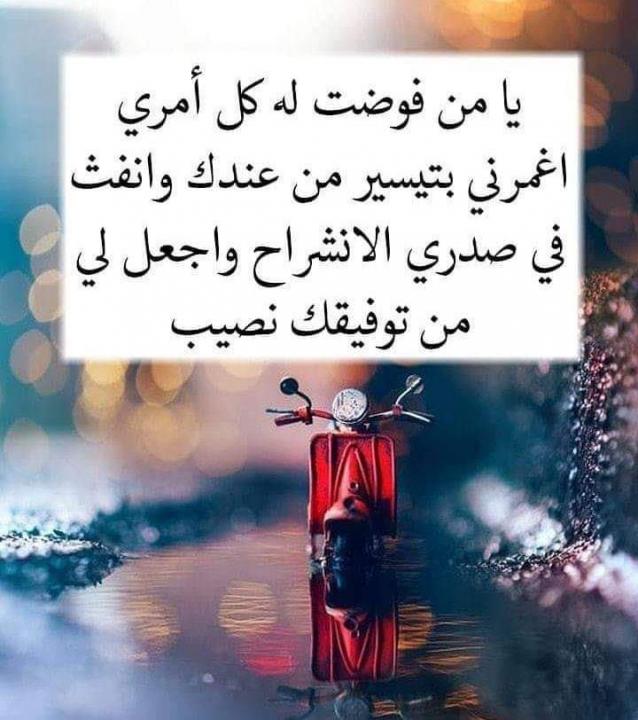 يا من فوضت له كل أمري
اغمرني بتيسير من عندك وانفث
في صدري الانشراح واجعل لي
من توفيقك نصيب